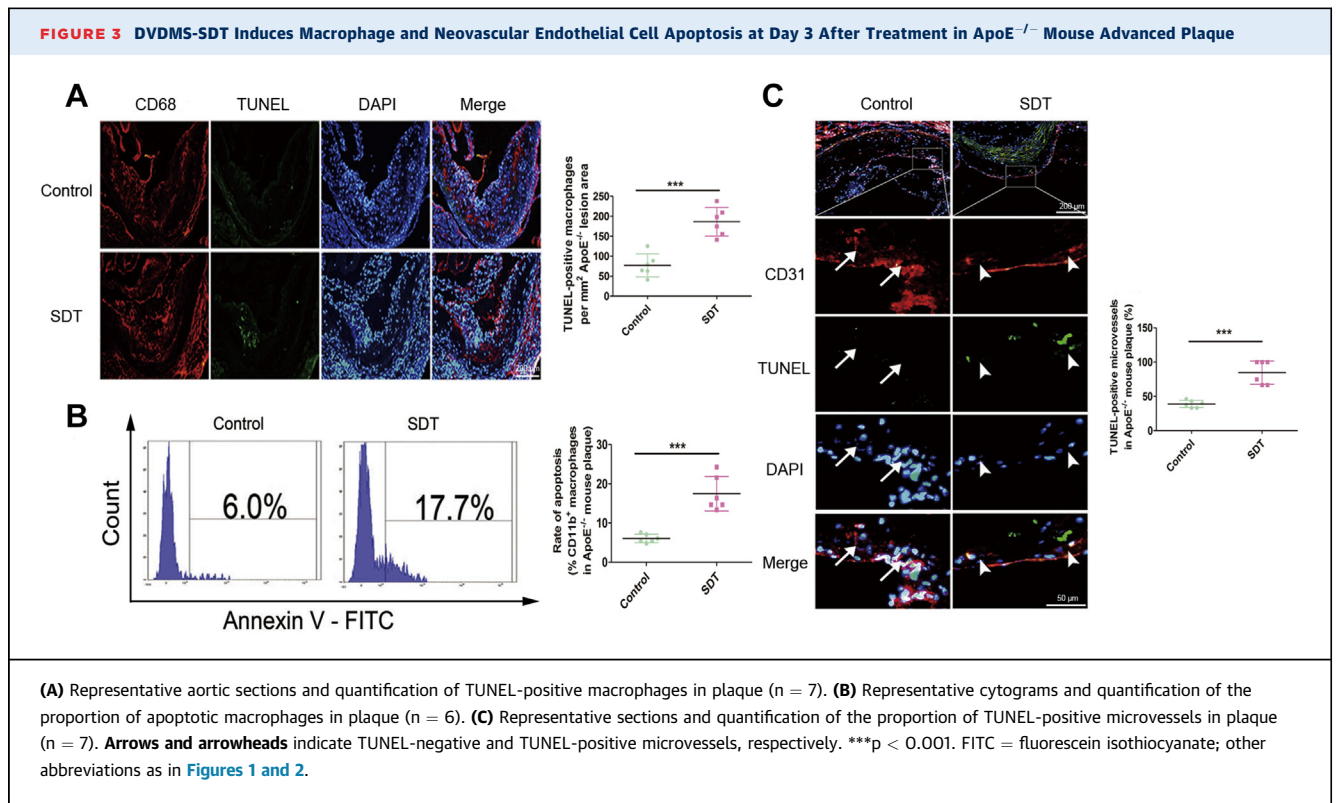 FIGURE 3 DVDMS-SDT Induces Macrophage and Neovascular Endothelial Cell Apoptosis at Day 3 After Treatment in ApoE−/− Mouse Advanced Plaque
A
CD68 TUNEL DAPI Merge
Control
SDT
200 µm
TUNEL-positive macrophages
per mm² ApoE-/- lesion area
250
200
150
100
50
0
***
Control
SDT
B
Control
SDT
6.0%
17.7%
Count
Annexin V - FITC
Rate of apoptosis
(% CD11b+ macrophages
in ApoE-/- mouse plaque)
30
20
10
0
***
Control
SDT
C
Control SDT
200 µm
CD31
TUNEL
DAPI
Merge
50 µm
TUNEL-positive microvessels
in ApoE-/- mouse plaque (%)
150
100
50
0
***
Control
SDT
(A) Representative aortic sections and quantification of TUNEL-positive macrophages in plaque (n = 7). (B) Representative cytograms and quantification of the
proportion of apoptotic macrophages in plaque (n = 6). (C) Representative sections and quantification of the proportion of TUNEL-positive microvessels in plaque
(n = 7). Arrows and arrowheads indicate TUNEL-negative and TUNEL-positive microvessels, respectively. ***p < 0.001. FITC = fluorescein isothiocyanate; other
abbreviations as in Figures 1 and 2.